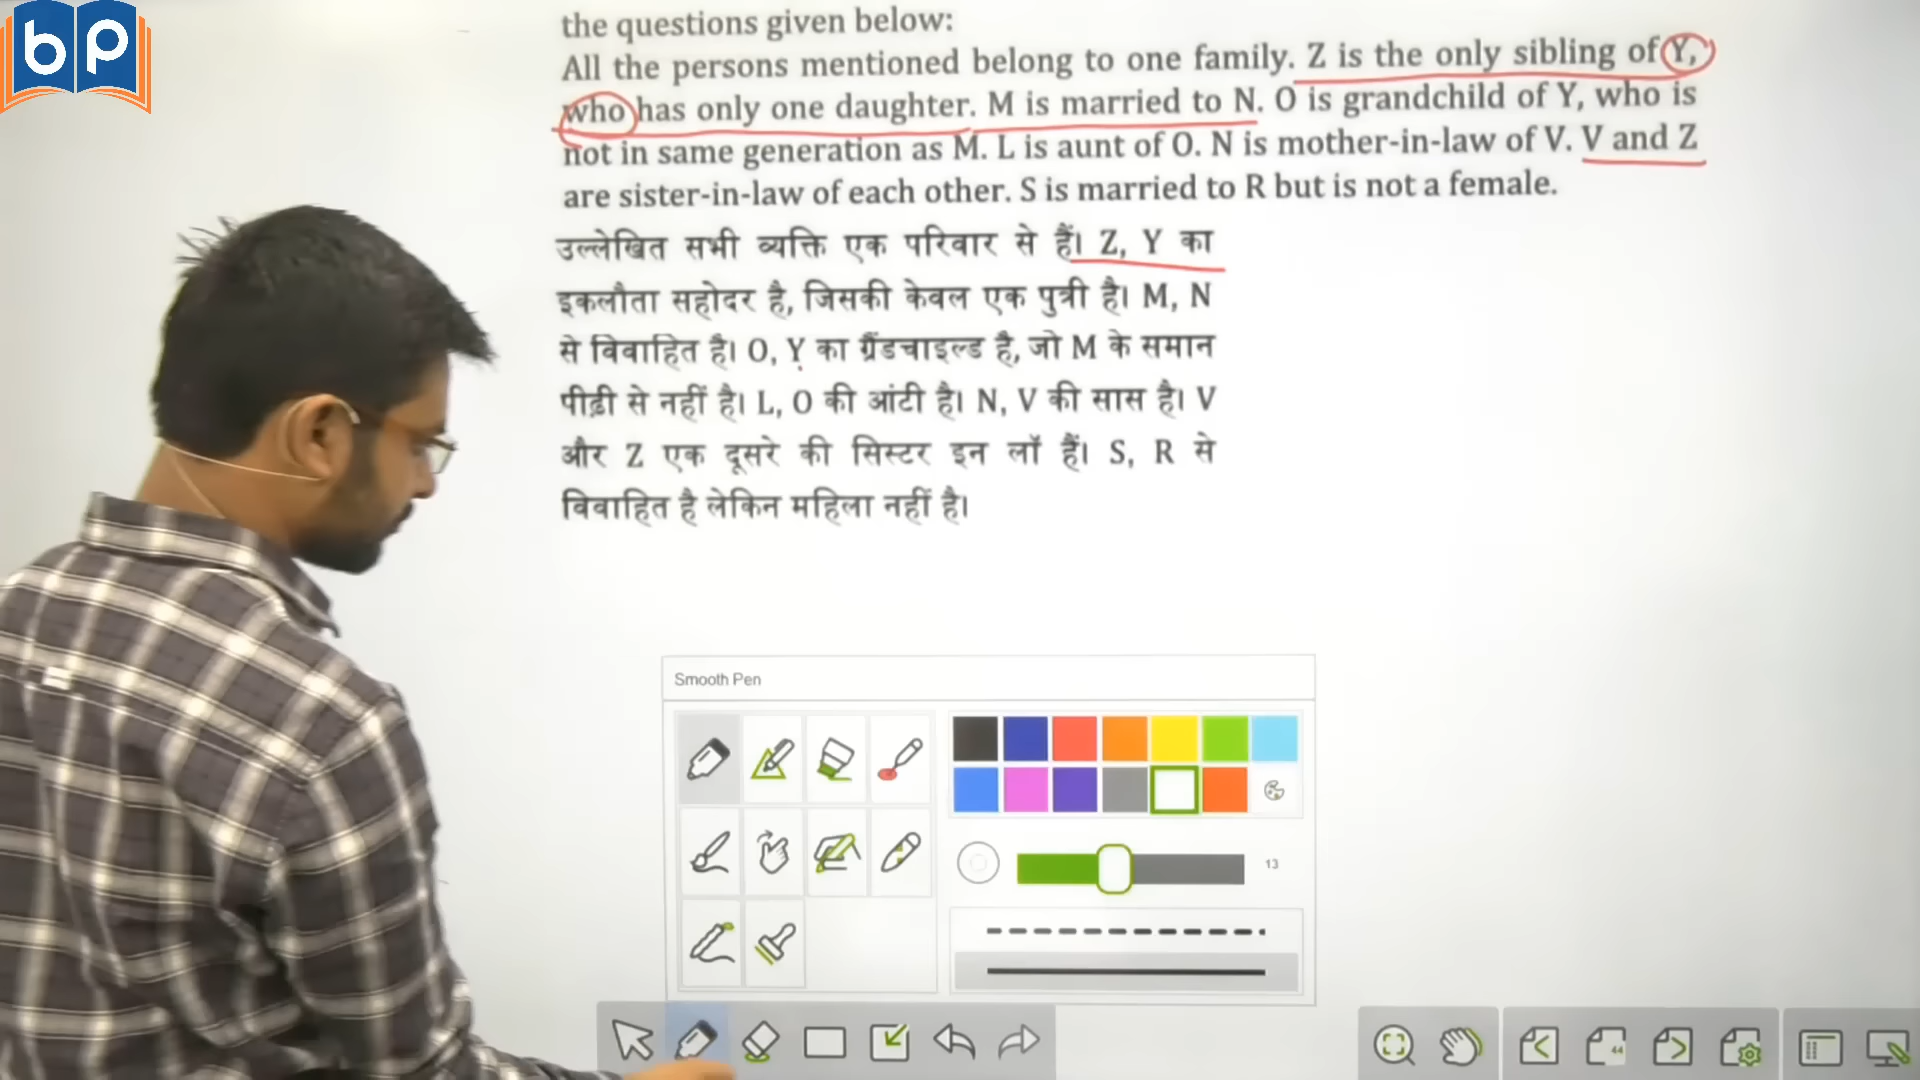 bp
the questions given below:
All the persons mentioned belong to one family. Z is the only sibling of Y,
who has only one daughter. M is married to N. O is grandchild of Y, who is
not in same generation as M. L is aunt of O. N is mother-in-law of V. V and Z
are sister-in-law of each other. S is married to R but is not a female.
उल्लेखित सभी व्यक्ति एक परिवार से हैं। Z, Y का
इकलौता सहोदर है, जिसकी केवल एक पुत्री है। M, N
से विवाहित है। O, Y का ग्रैंडचाइल्ड है, जो M के समान
पीढ़ी से नहीं है। L, O की आंटी है। N, V की सास है। V
और Z एक दूसरे की सिस्टर इन लॉ हैं। S, R से
विवाहित है लेकिन महिला नहीं है।
Smooth Pen
13
44